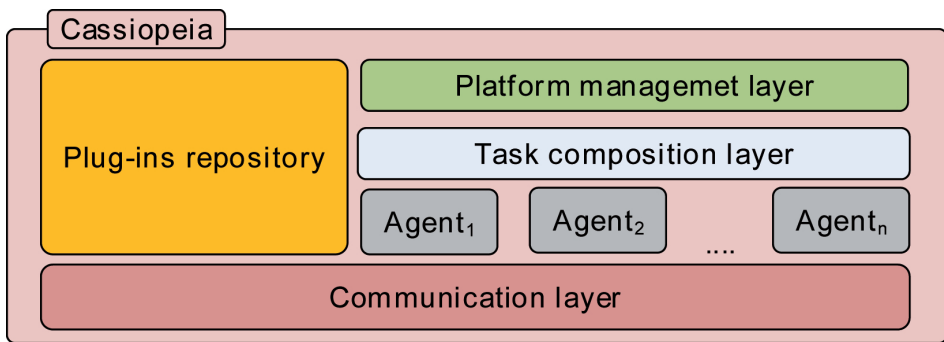 Cassiopeia
Plug-ins repository
Platform managemet layer
Task composition layer
Agent₁
Agent₂
....
Agentₙ
Communication layer